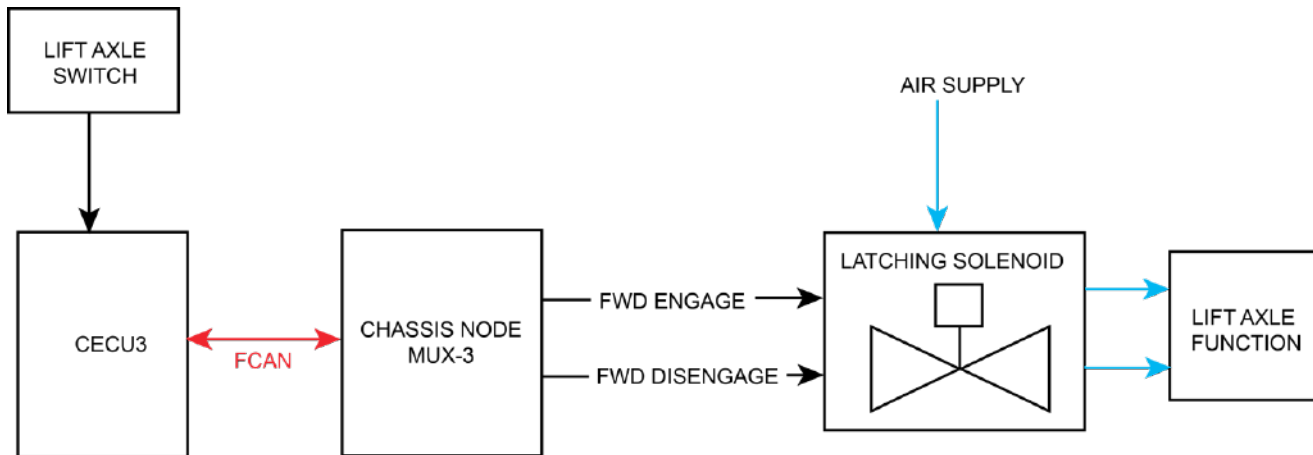 LIFT AXLE
SWITCH
AIR SUPPLY
CECU3
FCAN
CHASSIS NODE
MUX-3
FWD ENGAGE
FWD DISENGAGE
LATCHING SOLENOID
LIFT AXLE
FUNCTION